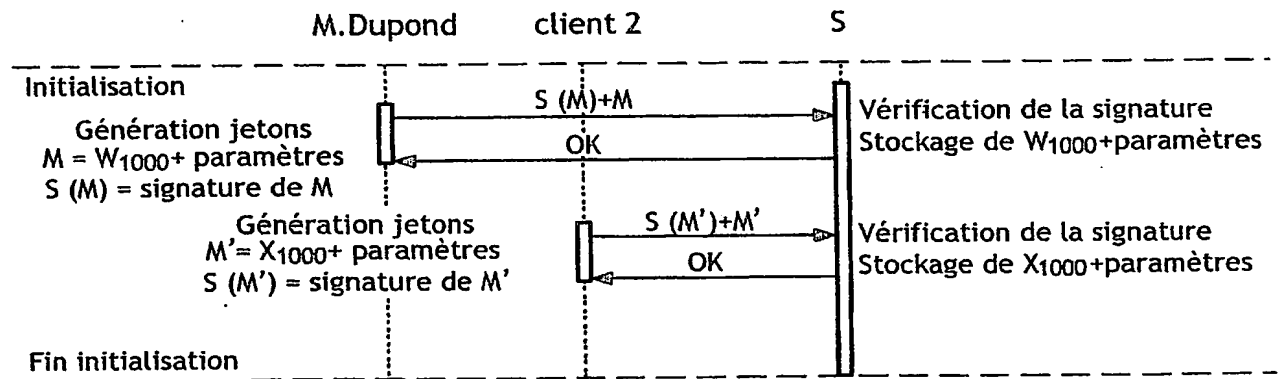 M.Dupond client 2 S
Initialisation
Génération jetons
M = W1000+ paramètres
S (M) = signature de M
S (M)+M
OK
Vérification de la signature
Stockage de W1000+paramètres
Génération jetons
M'= X1000+ paramètres
S (M') = signature de M'
S (M')+M'
OK
Vérification de la signature
Stockage de X1000+paramètres
Fin initialisation